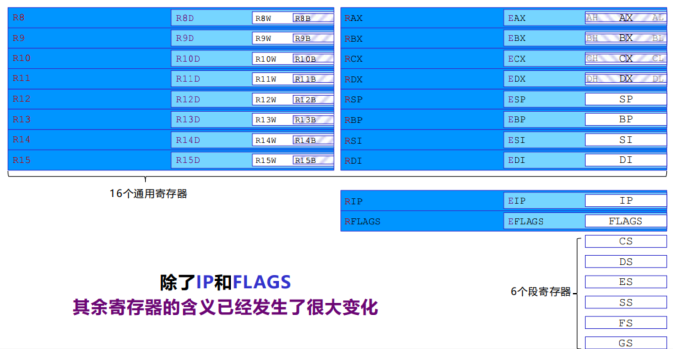 R8 R8D R8W R8B RAX EAX AH AX AL
R9 R9D R9W R9B RBX EBX BH BX BL
R10 R10D R10W R10B RCX ECX CH CX CL
R11 R11D R11W R11B RDX EDX DH DX DL
R12 R12D R12W R12B RSP ESP SP
R13 R13D R13W R13B RBP EBP BP
R14 R14D R14W R14B RSI ESI SI
R15 R15D R15W R15B RDI EDI DI
16个通用寄存器
RIP EIP IP
RFLAGS EFLAGS FLAGS
CS
DS
ES
SS
FS
GS
6个段寄存器
除了IP和FLAGS
其余寄存器的含义已经发生了很大变化